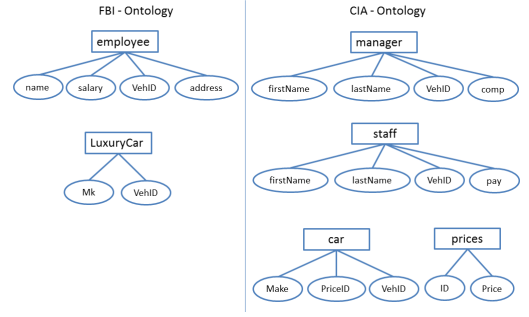 FBI - Ontology
employee
name salary VehID address
LuxuryCar
Mk VehID
CIA - Ontology
manager
firstName lastName VehID comp
staff
firstName lastName VehID pay
car prices
Make PriceID VehID ID Price